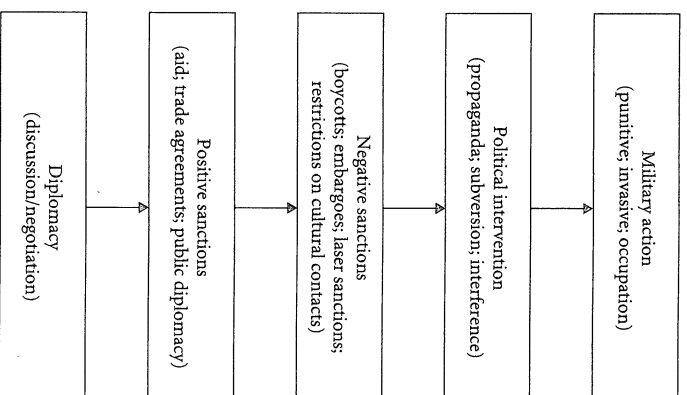 Military action
(punitive; invasive; occupation)
Political intervention
(propaganda; subversion; interference)
Negative sanctions
(boycotts; embargoes; laser sanctions;
restrictions on cultural contacts)
Positive sanctions
(aid; trade agreements; public diplomacy)
Diplomacy
(discussion/negotiation)